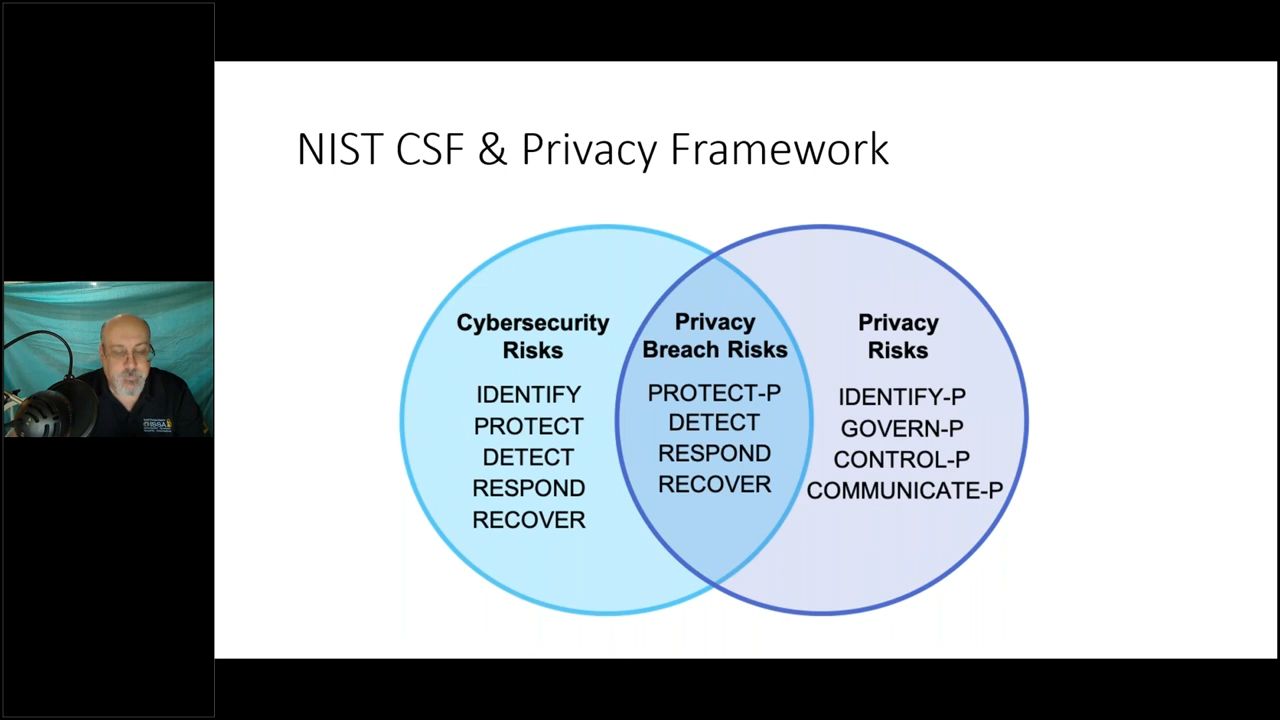 NIST CSF & Privacy Framework
Cybersecurity
Risks
IDENTIFY
PROTECT
DETECT
RESPOND
RECOVER
Privacy
Breach Risks
PROTECT-P
DETECT
RESPOND
RECOVER
Privacy
Risks
IDENTIFY-P
GOVERN-P
CONTROL-P
COMMUNICATE-P
ISSA